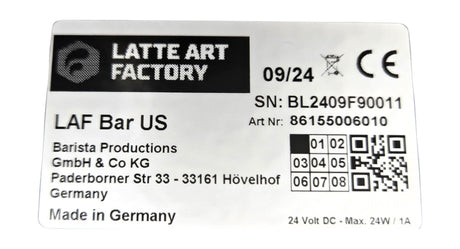 LATTE ART
FACTORY
09/24
CE
SN: BL2409F90011
LAF Bar US
Art Nr: 86155006010
Barista Productions
GmbH & Co KG
Paderborner Str 33 - 33161 Hövelhof
Germany
01 02
03 04 05
06 07 08
Made in Germany
24 Volt DC - Max. 24W / 1A